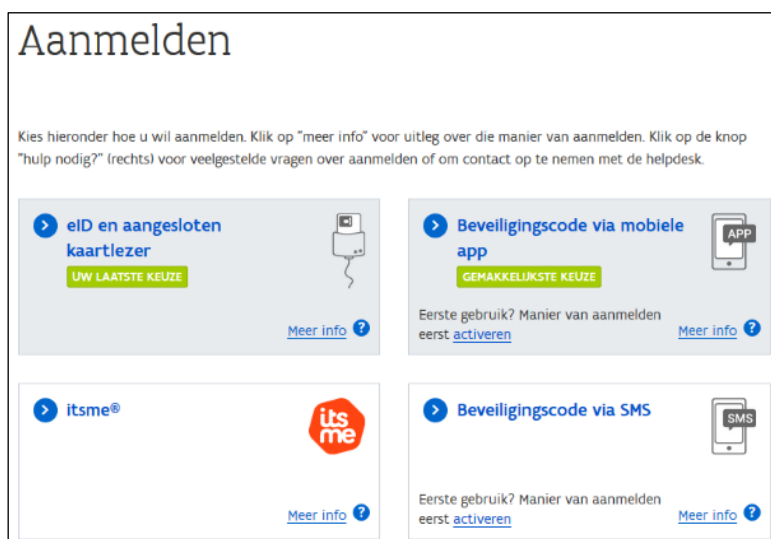 Aanmelden
Kies hieronder hoe u wil aanmelden. Klik op "meer info" voor uitleg over die manier van aanmelden. Klik op de knop
"hulp nodig?" (rechts) voor veelgestelde vragen over aanmelden of om contact op te nemen met de helpdesk.
eID en aangesloten
kaartlezer
UW LAATSTE KEUZE
Meer info ?
Beveiligingscode via mobiele
app
APP
GEMAKKELIJKSTE KEUZE
Eerste gebruik? Manier van aanmelden
eerst activeren
Meer info ?
itsme®
its
me
Meer info ?
Beveiligingscode via SMS
SMS
Eerste gebruik? Manier van aanmelden
eerst activeren
Meer info ?